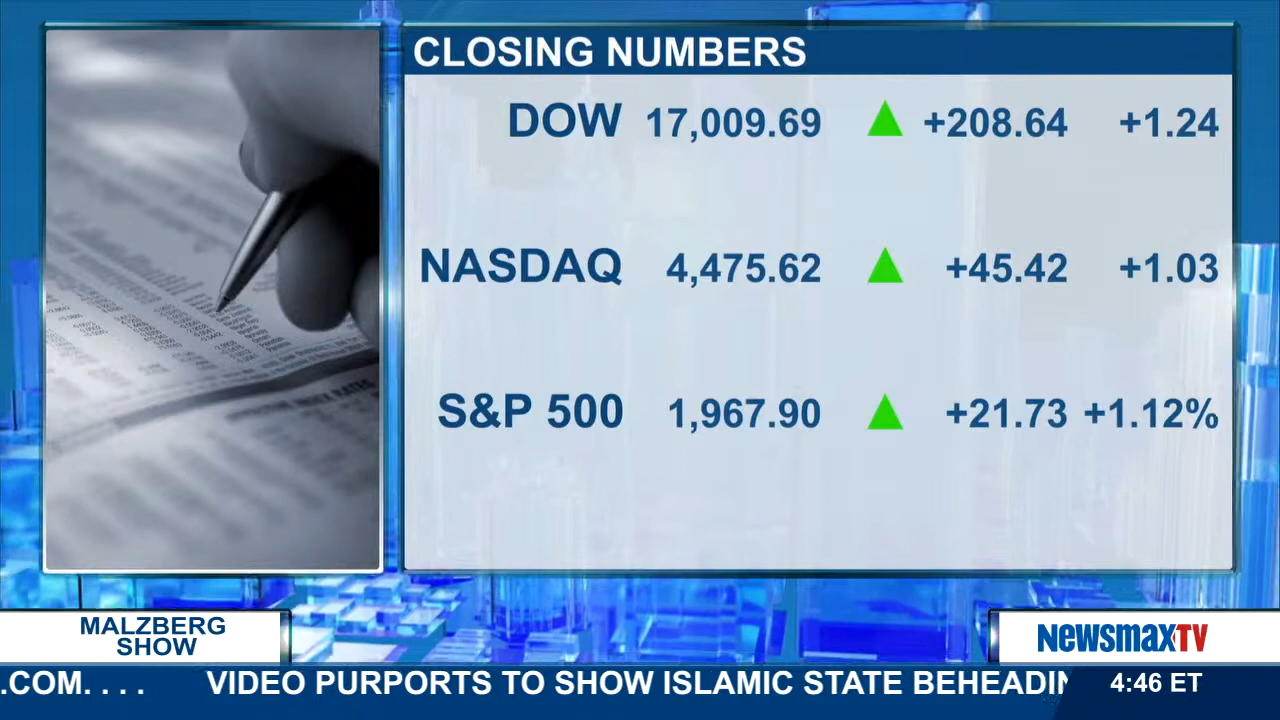 CLOSING NUMBERS
DOW 17,009.69 +208.64 +1.24
NASDAQ 4,475.62 +45.42 +1.03
S&P 500 1,967.90 +21.73 +1.12%
MALZBERG
SHOW
NEWSMAXTV
.COM.... VIDEO PURPORTS TO SHOW ISLAMIC STATE 4:46 ET